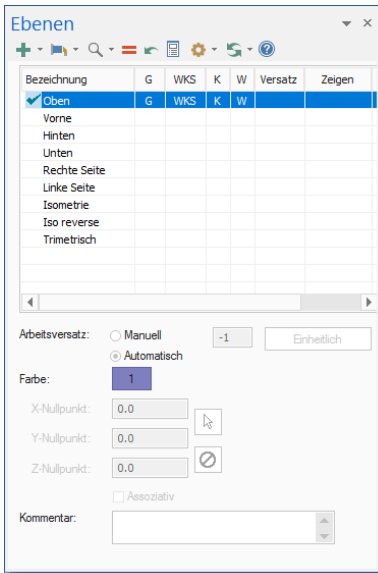 Ebenen
Bezeichnung G WKS K W Versatz Zeigen
Oben G WKS K W
Vorne
Hinten
Unten
Rechte Seite
Linke Seite
Isometrie
Iso reverse
Trimetrisch
Arbeitsversatz: Manuell -1 Einheitlich
Automatisch
Farbe: 1
X-Nullpunkt: 0.0
Y-Nullpunkt: 0.0
Z-Nullpunkt: 0.0
Assoziativ
Kommentar: